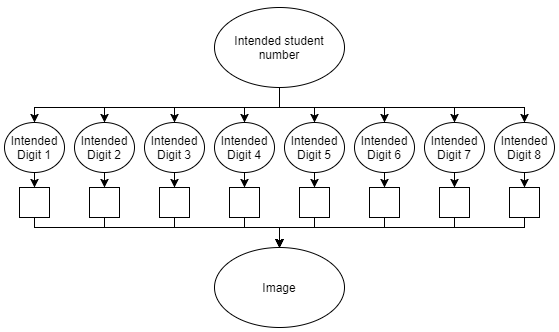 Intended student
number
Intended
Digit 1
Intended
Digit 2
Intended
Digit 3
Intended
Digit 4
Intended
Digit 5
Intended
Digit 6
Intended
Digit 7
Intended
Digit 8
Image